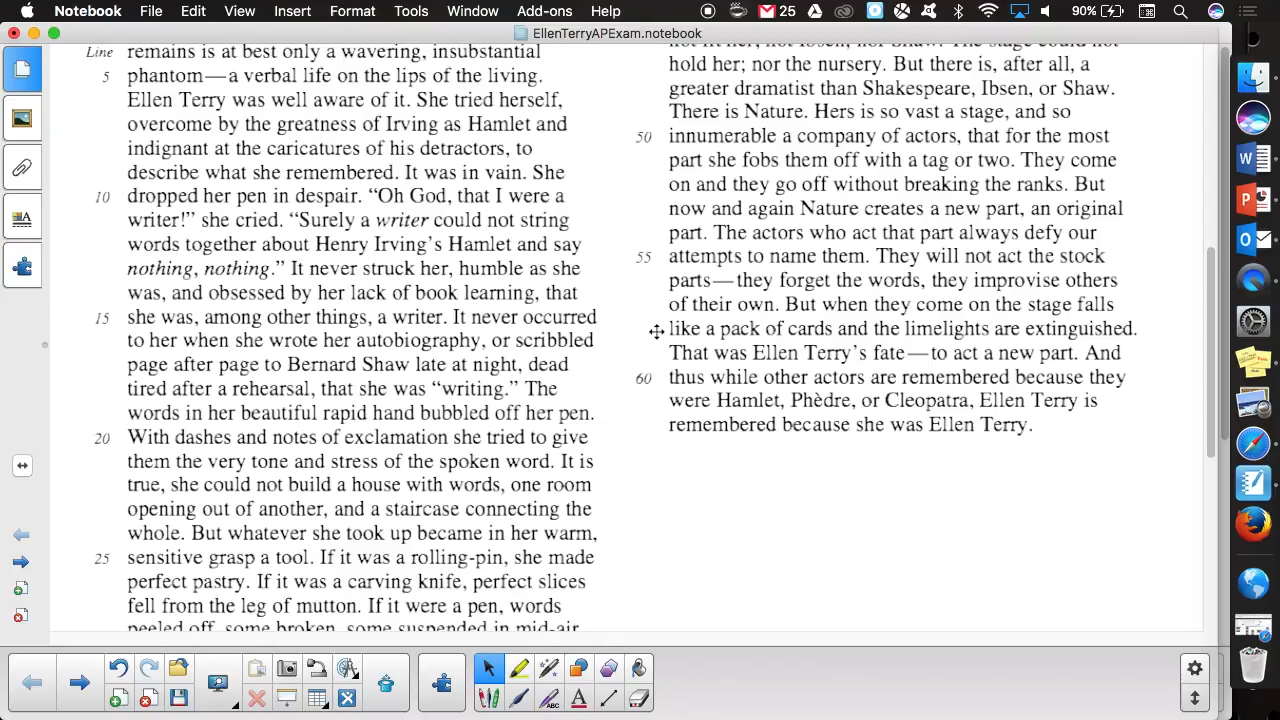 Notebook File Edit View Insert Format Tools Window Add-ons Help 25 90%
EllenTerryAPExam.notebook
Line remains is at best only a wavering, insubstantial
5 phantom—a verbal life on the lips of the living.
Ellen Terry was well aware of it. She tried herself,
overcome by the greatness of Irving as Hamlet and
indignant at the caricatures of his detractors, to
describe what she remembered. It was in vain. She
10 dropped her pen in despair. “Oh God, that I were a
writer!” she cried. “Surely a writer could not string
words together about Henry Irving’s Hamlet and say
nothing, nothing.” It never struck her, humble as she
was, and obsessed by her lack of book learning, that
15 she was, among other things, a writer. It never occurred
to her when she wrote her autobiography, or scribbled
page after page to Bernard Shaw late at night, dead
tired after a rehearsal, that she was “writing.” The
words in her beautiful rapid hand bubbled off her pen.
20 With dashes and notes of exclamation she tried to give
them the very tone and stress of the spoken word. It is
true, she could not build a house with words, one room
opening out of another, and a staircase connecting the
whole. But whatever she took up became in her warm,
25 sensitive grasp a tool. If it was a rolling-pin, she made
perfect pastry. If it was a carving knife, perfect slices
fell from the leg of mutton. If it were a pen, words
peeled off, some broken, some suspended in mid-air,
not fit her, nor Ibsen, nor Shaw. The stage could not
hold her; nor the nursery. But there is, after all, a
greater dramatist than Shakespeare, Ibsen, or Shaw.
There is Nature. Hers is so vast a stage, and so
50 innumerable a company of actors, that for the most
part she fobs them off with a tag or two. They come
on and they go off without breaking the ranks. But
now and again Nature creates a new part, an original
part. The actors who act that part always defy our
55 attempts to name them. They will not act the stock
parts—they forget the words, they improvise others
of their own. But when they come on the stage falls
like a pack of cards and the limelights are extinguished.
That was Ellen Terry’s fate—to act a new part. And
60 thus while other actors are remembered because they
were Hamlet, Phèdre, or Cleopatra, Ellen Terry is
remembered because she was Ellen Terry.